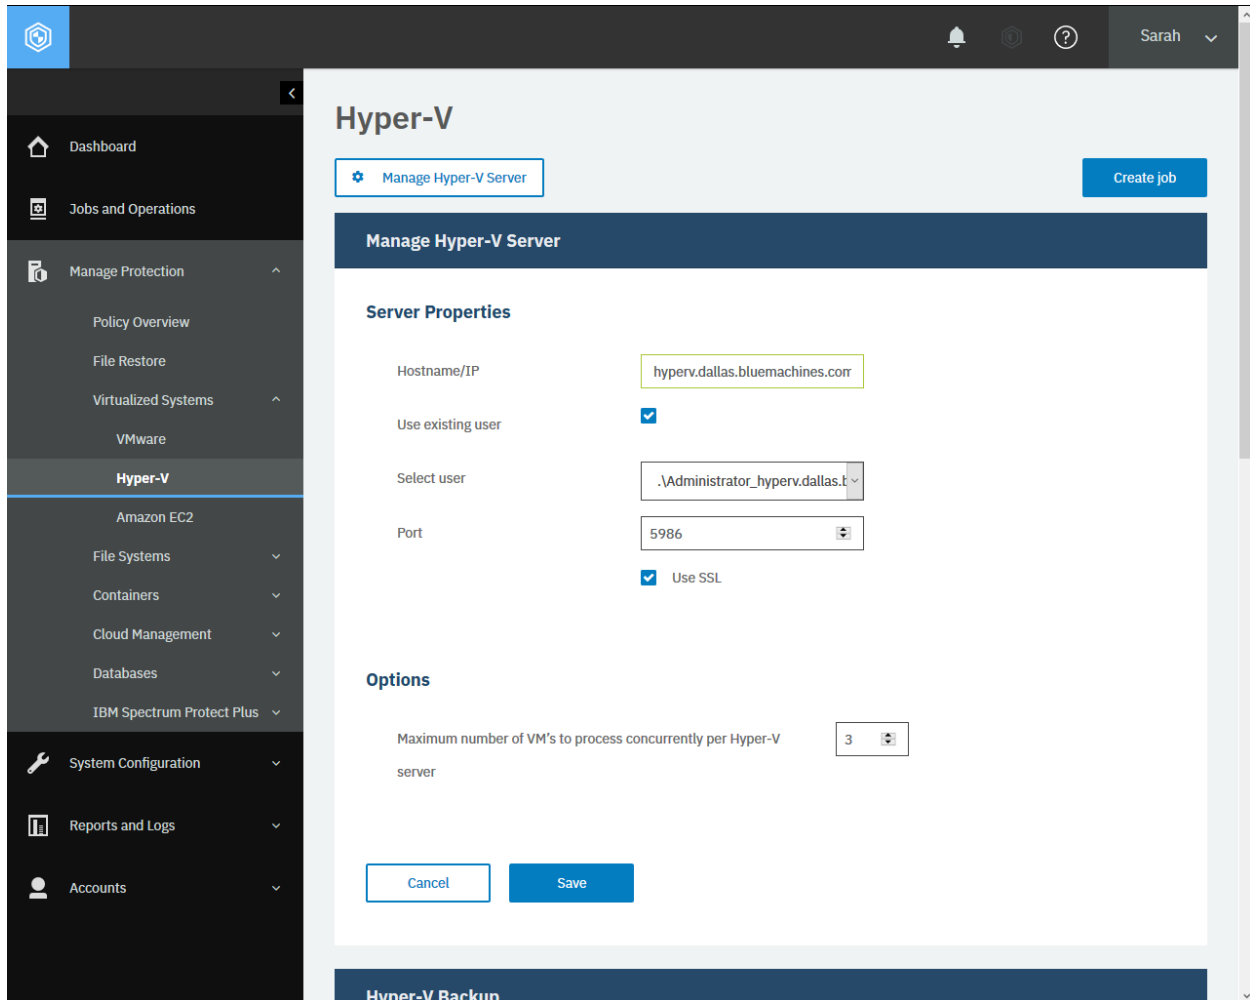 Sarah
Dashboard
Jobs and Operations
Manage Protection
Policy Overview
File Restore
Virtualized Systems
VMware
Hyper-V
Amazon EC2
File Systems
Containers
Cloud Management
Databases
IBM Spectrum Protect Plus
System Configuration
Reports and Logs
Accounts
Hyper-V
Manage Hyper-V Server
Create job
Manage Hyper-V Server
Server Properties
Hostname/IP
hyperv.dallas.bluemachines.com
Use existing user
Select user
.\Administrator_hyperv.dallas.b
Port
5986
Use SSL
Options
Maximum number of VM's to process concurrently per Hyper-V
server
3
Cancel
Save
Hyper-V Backup